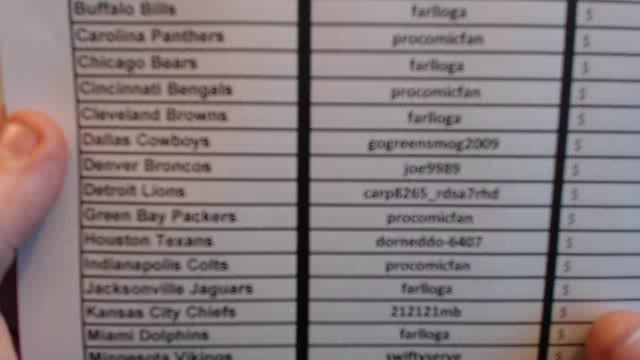 Buffalo Bills farlloga $
Carolina Panthers procomicfan $
Chicago Bears farlloga $
Cincinnati Bengals procomicfan $
Cleveland Browns farlloga $
Dallas Cowboys gogreensmog2009 $
Denver Broncos joe9989 $
Detroit Lions carp8265_rdsa7rhd $
Green Bay Packers procomicfan $
Houston Texans dorneddo-6407 $
Indianapolis Colts procomicfan $
Jacksonville Jaguars farlloga $
Kansas City Chiefs 212121mb $
Miami Dolphins farlloga $
Minnesota Vikings